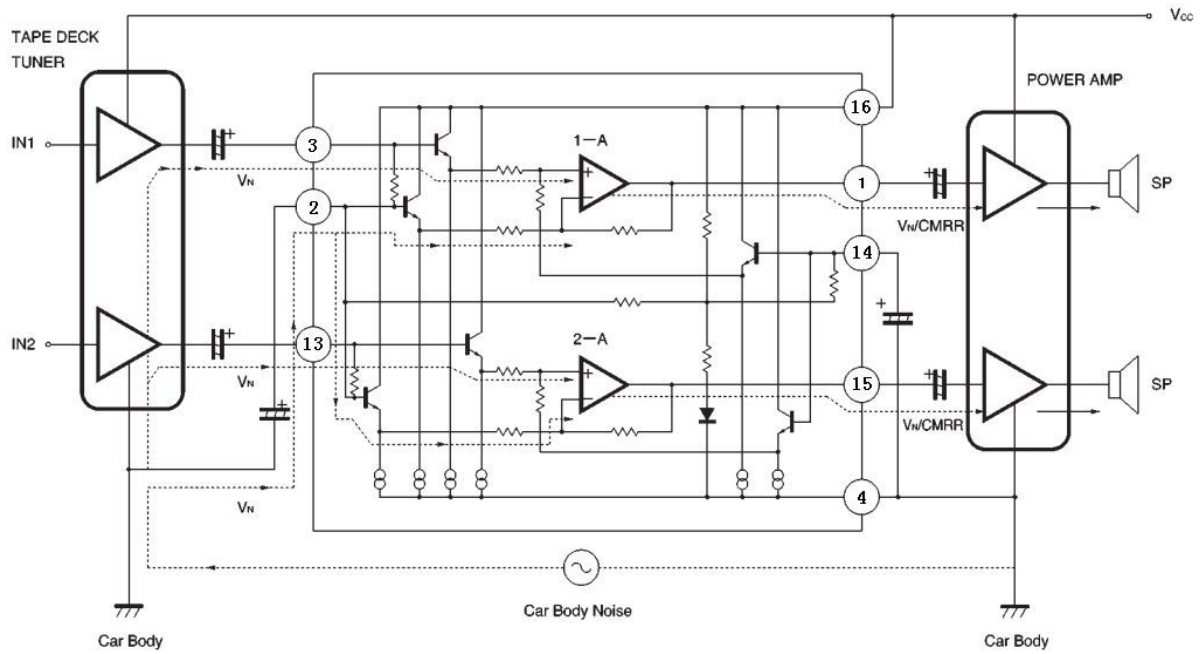 Vcc
TAPE DECK
TUNER
POWER AMP
16
IN1
3
1-A
+
−
1
+
SP
VN
2
VN/CMRR
14
+
IN2
13
2-A
+
−
15
+
SP
VN
+
VN/CMRR
4
VN
Car Body Noise
Car Body
Car Body